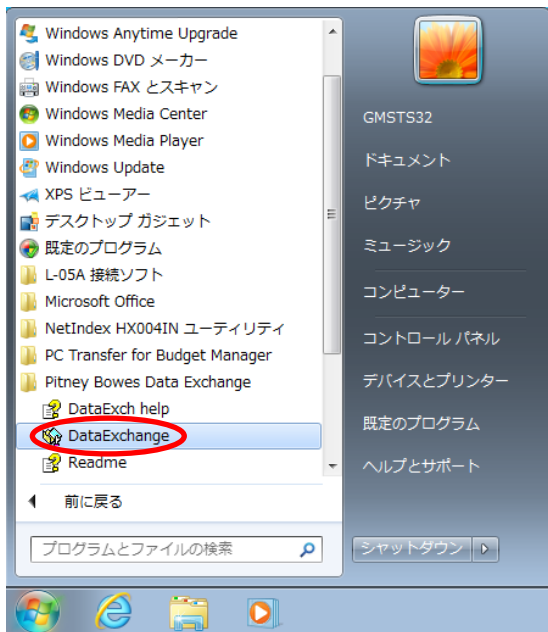 Windows Anytime Upgrade
Windows DVD メーカー
Windows FAX とスキャン
Windows Media Center
Windows Media Player
Windows Update
XPS ビューアー
デスクトップ ガジェット
既定のプログラム
L-05A 接続ソフト
Microsoft Office
NetIndex HX004IN ユーティリティ
PC Transfer for Budget Manager
Pitney Bowes Data Exchange
DataExch help
DataExchange
Readme
前に戻る
プログラムとファイルの検索
GMSTS32
ドキュメント
ピクチャ
ミュージック
コンピューター
コントロール パネル
デバイスとプリンター
既定のプログラム
ヘルプとサポート
シャットダウン